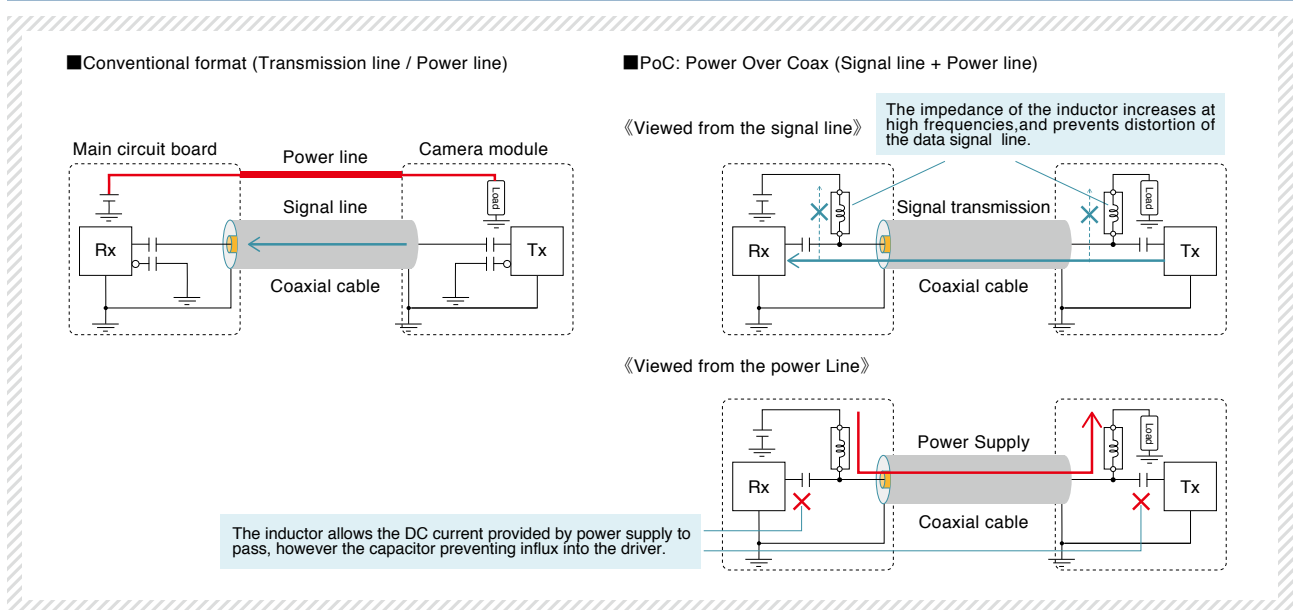 ■Conventional format (Transmission line / Power line)
Main circuit board
Power line
Camera module
Load
Signal line
Rx
Tx
Coaxial cable
■PoC: Power Over Coax (Signal line + Power line)
《Viewed from the signal line》
The impedance of the inductor increases at
high frequencies,and prevents distortion of
the data signal line.
Load
Signal transmission
Rx
Tx
Coaxial cable
《Viewed from the power Line》
Load
Power Supply
Rx
Tx
Coaxial cable
The inductor allows the DC current provided by power supply to
pass, however the capacitor preventing influx into the driver.